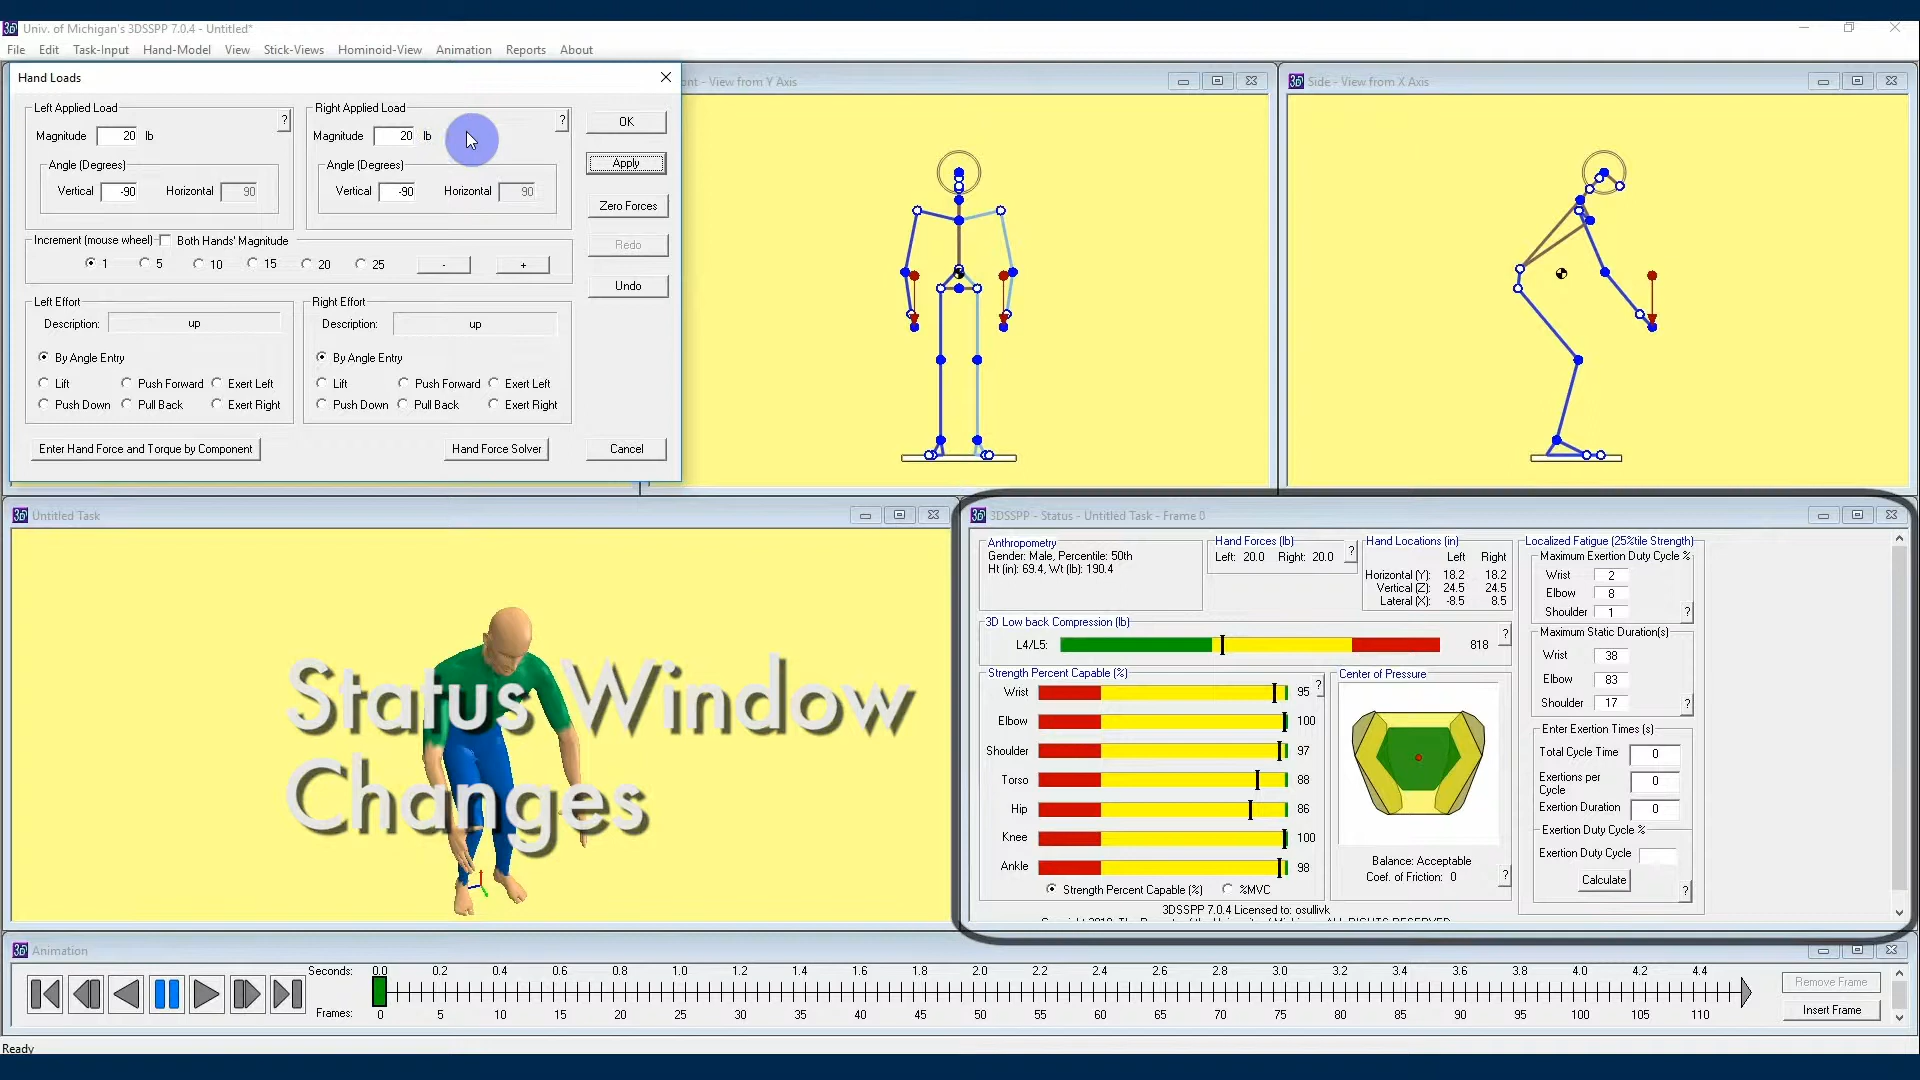 Univ. of Michigan's 3DSSPP 7.0.4 - Untitled*
File Edit Task-Input Hand-Model View Stick-Views Hominoid-View Animation Reports About
Hand Loads
Left Applied Load
Magnitude 20 lb
?
Angle (Degrees)
Vertical -90 Horizontal 90
Right Applied Load
Magnitude 20 lb
?
Angle (Degrees)
Vertical -90 Horizontal 90
OK
Apply
Zero Forces
Redo
Undo
Increment (mouse wheel) Both Hands' Magnitude
1 5 10 15 20 25 - +
Left Effort
Description: up
By Angle Entry
Lift Push Forward Exert Left
Push Down Pull Back Exert Right
Right Effort
Description: up
By Angle Entry
Lift Push Forward Exert Left
Push Down Pull Back Exert Right
Enter Hand Force and Torque by Component
Hand Force Solver
Cancel
ont - View from Y Axis
Side - View from X Axis
Untitled Task
Status Window
Changes
3DSSPP - Status - Untitled Task - Frame 0
Anthropometry
Gender: Male, Percentile: 50th
Ht (in): 69.4, Wt (lb): 190.4
Hand Forces (lb)
Left: 20.0 Right: 20.0 ?
Hand Locations (in)
Left Right
Horizontal (Y): 18.2 18.2
Vertical (Z): 24.5 24.5
Lateral (X): -8.5 8.5
3D Low back Compression (lb)
L4/L5: 818 ?
Strength Percent Capable (%)
Wrist 95 ?
Elbow 100
Shoulder 97
Torso 88
Hip 86
Knee 100
Ankle 98
Strength Percent Capable (%) %MVC
Center of Pressure
Balance: Acceptable
Coef. of Friction: 0 ?
3DSSPP 7.0.4 Licensed to: osullivk
Localized Fatigue (25%tile Strength)
Maximum Exertion Duty Cycle %
Wrist 2
Elbow 8
Shoulder 1 ?
Maximum Static Duration(s)
Wrist 38
Elbow 83
Shoulder 17 ?
Enter Exertion Times (s)
Total Cycle Time 0
Exertions per
Cycle 0
Exertion Duration 0
Exertion Duty Cycle %
Exertion Duty Cycle
Calculate ?
Animation
Seconds: 0.0 0.2 0.4 0.6 0.8 1.0 1.2 1.4 1.6 1.8 2.0 2.2 2.4 2.6 2.8 3.0 3.2 3.4 3.6 3.8 4.0 4.2 4.4
Frames: 0 5 10 15 20 25 30 35 40 45 50 55 60 65 70 75 80 85 90 95 100 105 110
Remove Frame
Insert Frame
Ready